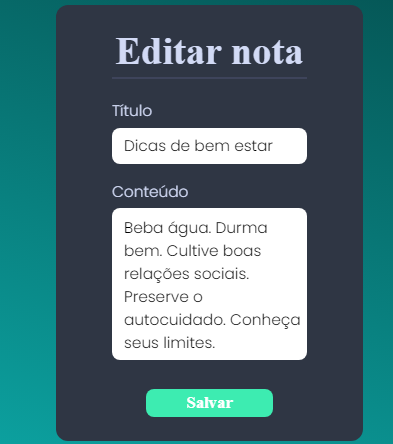 Editar nota
Título
Dicas de bem estar
Conteúdo
Beba água. Durma
bem. Cultive boas
relações sociais.
Preserve o
autocuidado. Conheça
seus limites.
Salvar